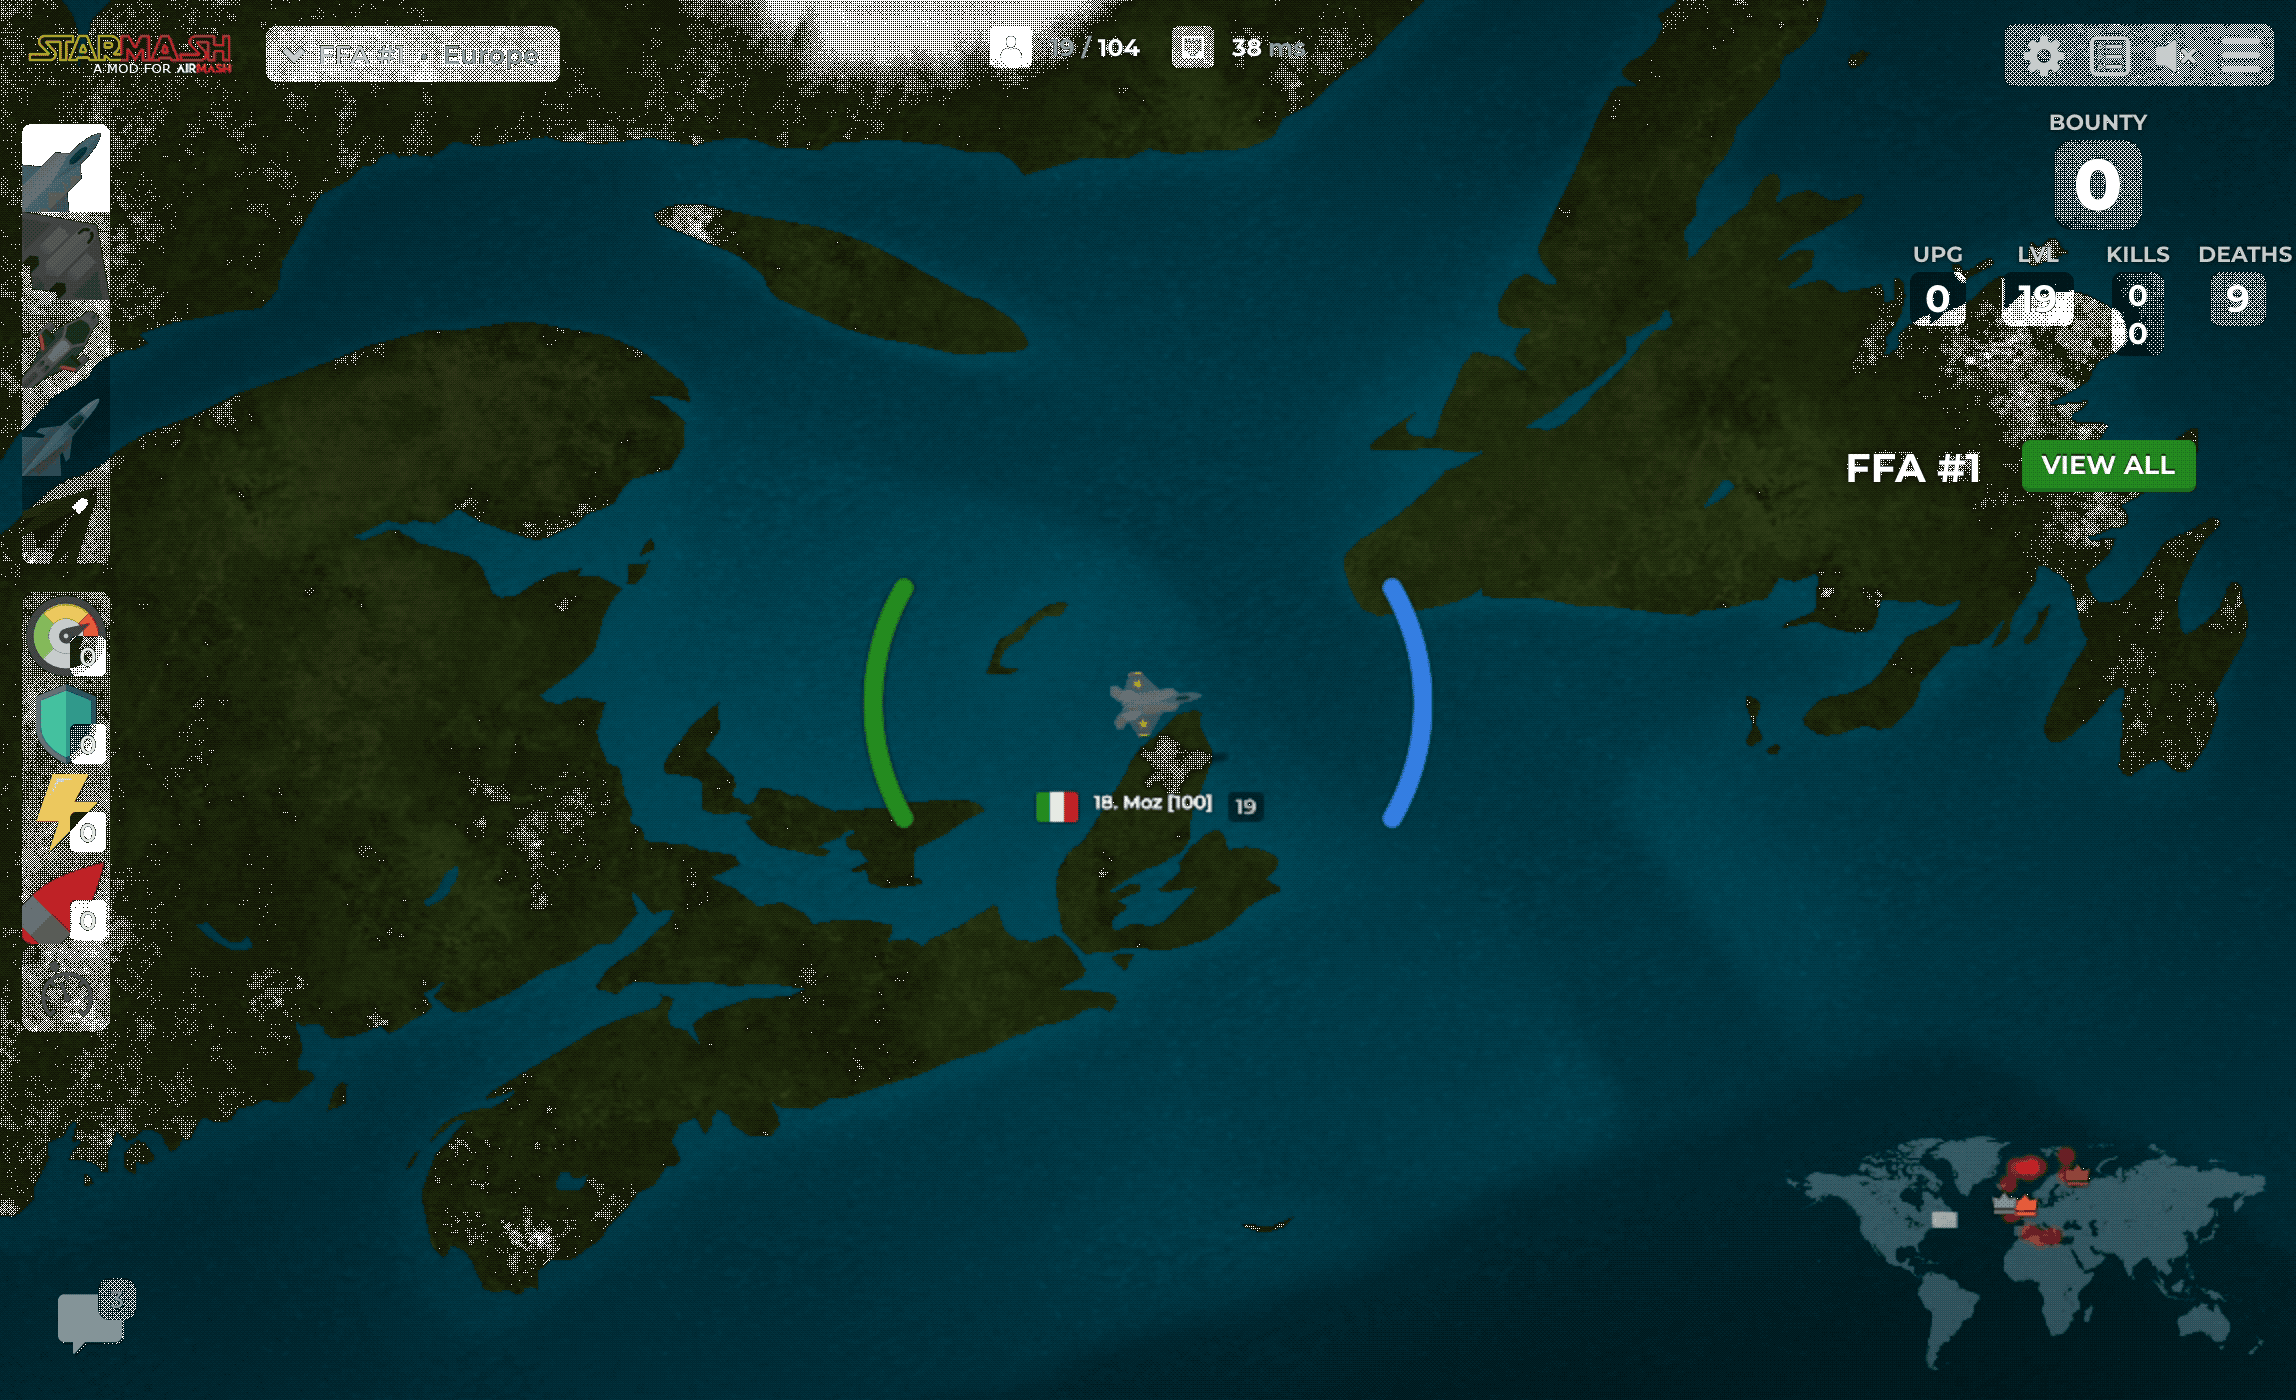 STARMASH
A MOD FOR AIRMASH
FFA #1 - Europe
19 / 104
38 ms
BOUNTY
0
UPG LVL KILLS DEATHS
0 19 0 9
0
FFA #1 VIEW ALL
0
0
0
0
18. Moz [100] 19